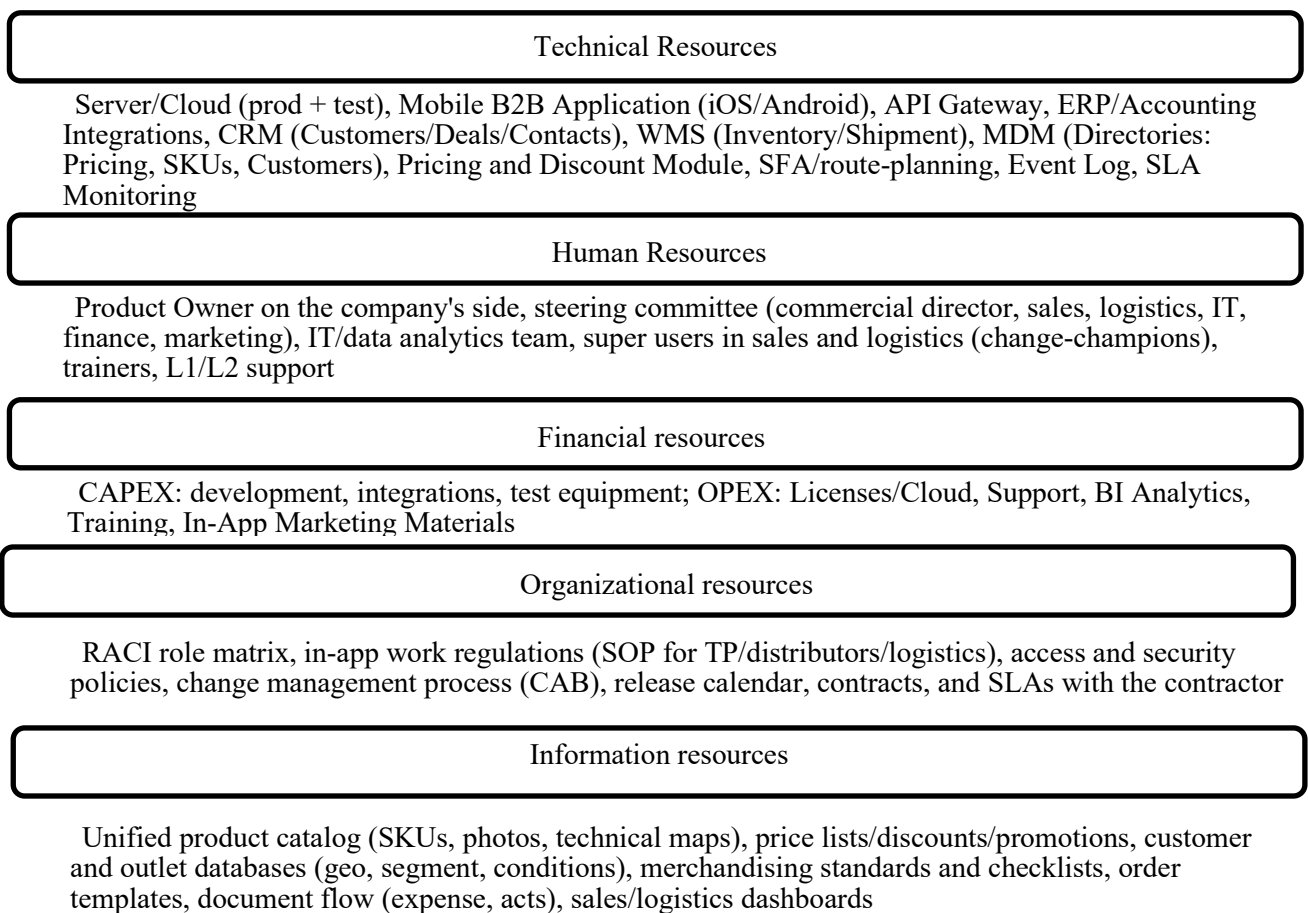 Technical Resources
Server/Cloud (prod + test), Mobile B2B Application (iOS/Android), API Gateway, ERP/Accounting
Integrations, CRM (Customers/Deals/Contacts), WMS (Inventory/Shipment), MDM (Directories:
Pricing, SKUs, Customers), Pricing and Discount Module, SFA/route-planning, Event Log, SLA
Monitoring
Human Resources
Product Owner on the company's side, steering committee (commercial director, sales, logistics, IT,
finance, marketing), IT/data analytics team, super users in sales and logistics (change-champions),
trainers, L1/L2 support
Financial resources
CAPEX: development, integrations, test equipment; OPEX: Licenses/Cloud, Support, BI Analytics,
Training, In-App Marketing Materials
Organizational resources
RACI role matrix, in-app work regulations (SOP for TP/distributors/logistics), access and security
policies, change management process (CAB), release calendar, contracts, and SLAs with the contractor
Information resources
Unified product catalog (SKUs, photos, technical maps), price lists/discounts/promotions, customer
and outlet databases (geo, segment, conditions), merchandising standards and checklists, order
templates, document flow (expense, acts), sales/logistics dashboards